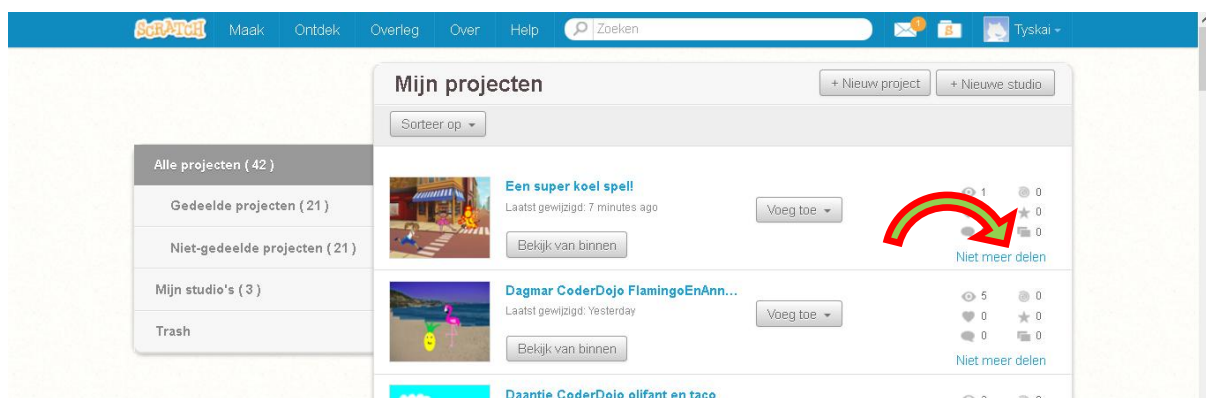 SCRATCH Maak Ontdek Overleg Over Help Zoeken 1 S Tyskai
Mijn projecten + Nieuw project + Nieuwe studio
Sorteer op
Alle projecten ( 42 )
Gedeelde projecten ( 21 )
Niet-gedeelde projecten ( 21 )
Mijn studio's ( 3 )
Trash
Een super koel spel!
Laatst gewijzigd: 7 minutes ago
Bekijk van binnen
Voeg toe
1 0
0
0
Niet meer delen
Dagmar CoderDojo FlamingoEnAnn...
Laatst gewijzigd: Yesterday
Bekijk van binnen
Voeg toe
5 0
0 0
0 0
Niet meer delen
Daantje CoderDojo olifant en taco